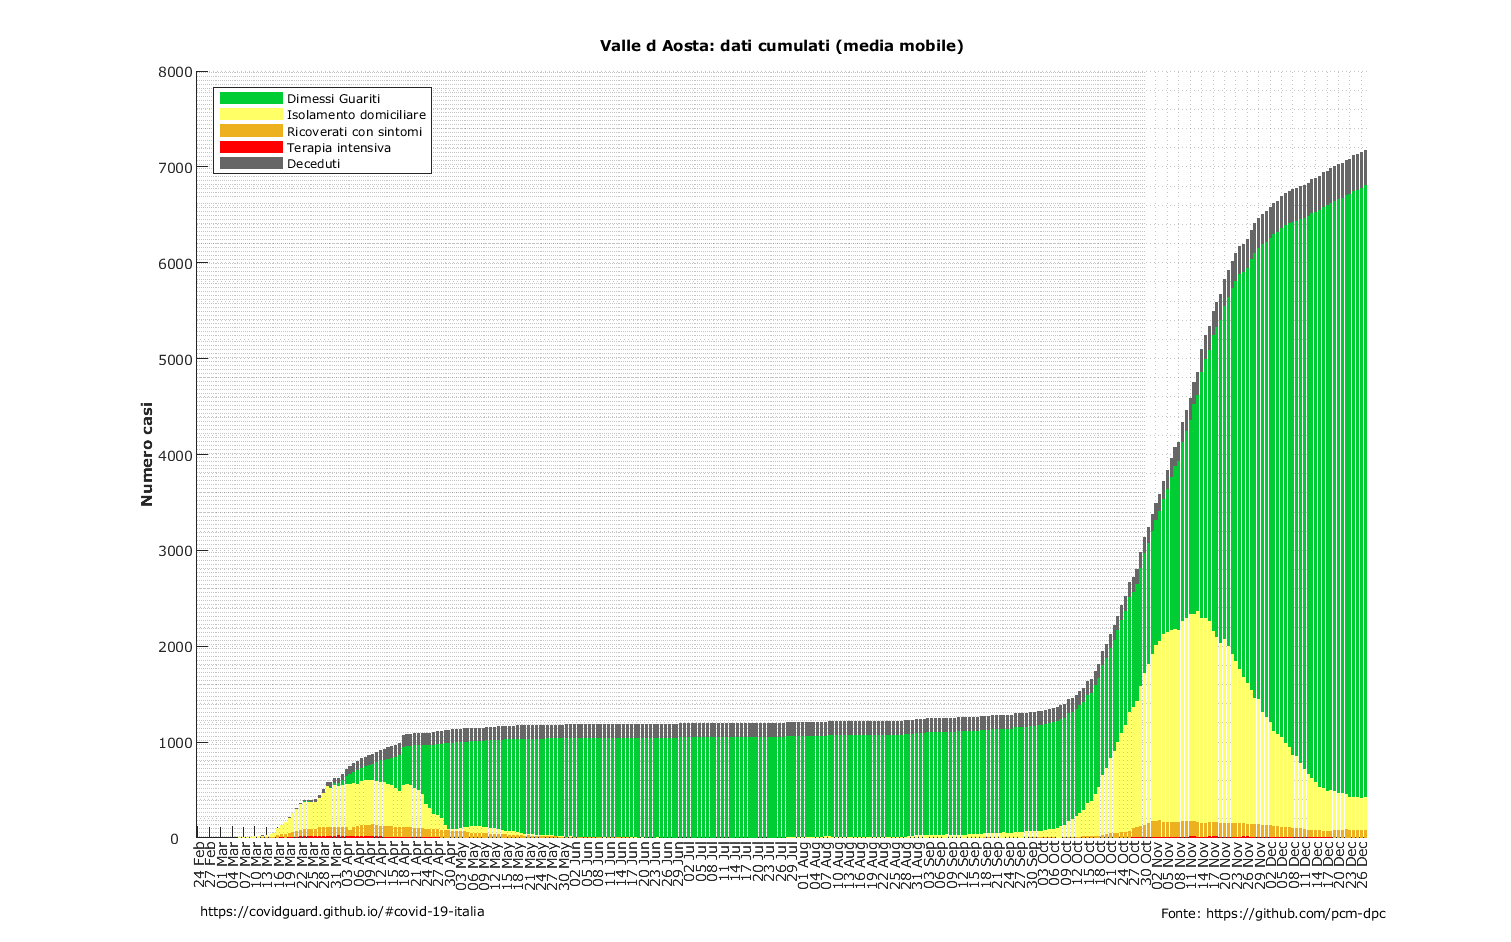 Valle d Aosta: dati cumulati (media mobile)
8000
7000
6000
5000
4000
3000
2000
1000
0
Numero casi
Dimessi Guariti
Isolamento domiciliare
Ricoverati con sintomi
Terapia intensiva
Deceduti
24 Feb
27 Feb
01 Mar
04 Mar
07 Mar
10 Mar
13 Mar
16 Mar
19 Mar
22 Mar
25 Mar
28 Mar
31 Mar
03 Apr
06 Apr
09 Apr
12 Apr
15 Apr
18 Apr
21 Apr
24 Apr
27 Apr
30 Apr
03 May
06 May
09 May
12 May
15 May
18 May
21 May
24 May
27 May
30 May
02 Jun
05 Jun
08 Jun
11 Jun
14 Jun
17 Jun
20 Jun
23 Jun
26 Jun
29 Jun
02 Jul
05 Jul
08 Jul
11 Jul
14 Jul
17 Jul
20 Jul
23 Jul
26 Jul
29 Jul
01 Aug
04 Aug
07 Aug
10 Aug
13 Aug
16 Aug
19 Aug
22 Aug
25 Aug
28 Aug
31 Aug
03 Sep
06 Sep
09 Sep
12 Sep
15 Sep
18 Sep
21 Sep
24 Sep
27 Sep
30 Sep
03 Oct
06 Oct
09 Oct
12 Oct
15 Oct
18 Oct
21 Oct
24 Oct
27 Oct
30 Oct
02 Nov
05 Nov
08 Nov
11 Nov
14 Nov
17 Nov
20 Nov
23 Nov
26 Nov
29 Nov
02 Dec
05 Dec
08 Dec
11 Dec
14 Dec
17 Dec
20 Dec
23 Dec
26 Dec
https://covidguard.github.io/#covid-19-italia
Fonte: https://github.com/pcm-dpc